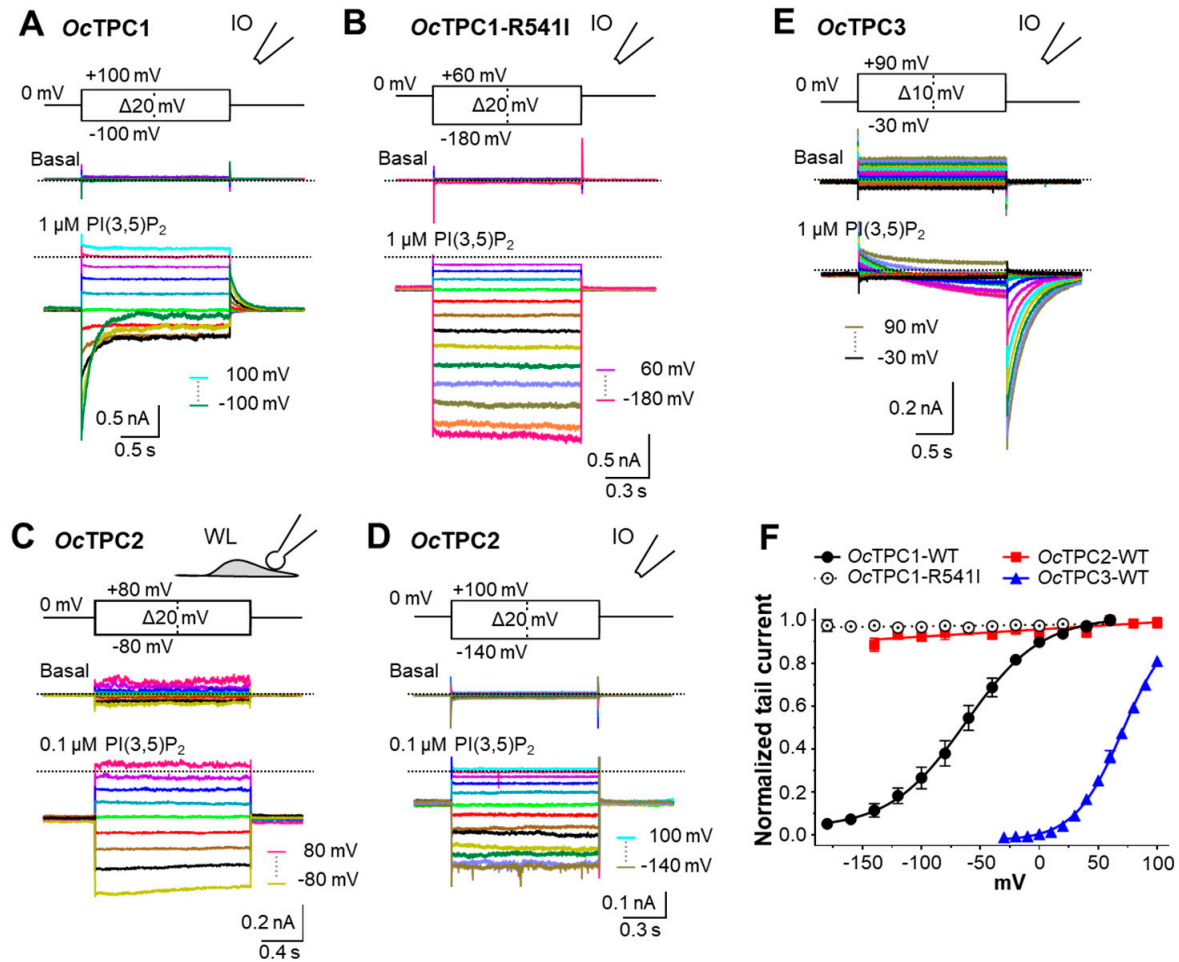 A OcTPC1 IO
+100 mV
0 mV
Δ20 mV
-100 mV
Basal
1 µM PI(3,5)P2
100 mV
-100 mV
0.5 nA
0.5 s
B OcTPC1-R541I IO
+60 mV
0 mV
Δ20 mV
-180 mV
1 µM PI(3,5)P2
60 mV
-180 mV
0.5 nA
0.3 s
E OcTPC3 IO
+90 mV
0 mV
Δ10 mV
-30 mV
Basal
1 µM PI(3,5)P2
90 mV
-30 mV
0.2 nA
0.5 s
C OcTPC2 WL
+80 mV
0 mV
Δ20 mV
-80 mV
Basal
0.1 µM PI(3,5)P2
80 mV
-80 mV
0.2 nA
0.4 s
D OcTPC2 IO
+100 mV
0 mV
Δ20 mV
-140 mV
Basal
0.1 µM PI(3,5)P2
100 mV
-140 mV
0.1 nA
0.3 s
F
OcTPC1-WT
OcTPC2-WT
OcTPC1-R541I
OcTPC3-WT
Normalized tail current
1.0
0.8
0.6
0.4
0.2
0.0
-150 -100 -50 0 50 100
mV